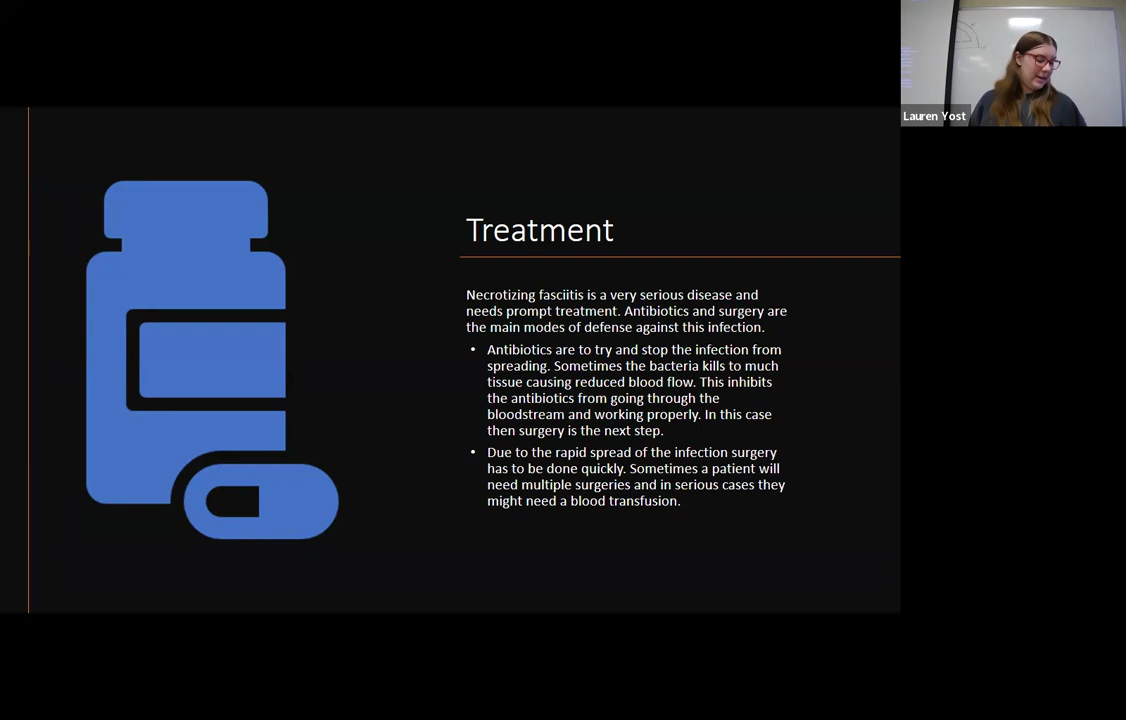 Lauren Yost
Treatment
Necrotizing fasciitis is a very serious disease and
needs prompt treatment. Antibiotics and surgery are
the main modes of defense against this infection.
• Antibiotics are to try and stop the infection from
spreading. Sometimes the bacteria kills to much
tissue causing reduced blood flow. This inhibits
the antibiotics from going through the
bloodstream and working properly. In this case
then surgery is the next step.
• Due to the rapid spread of the infection surgery
has to be done quickly. Sometimes a patient will
need multiple surgeries and in serious cases they
might need a blood transfusion.